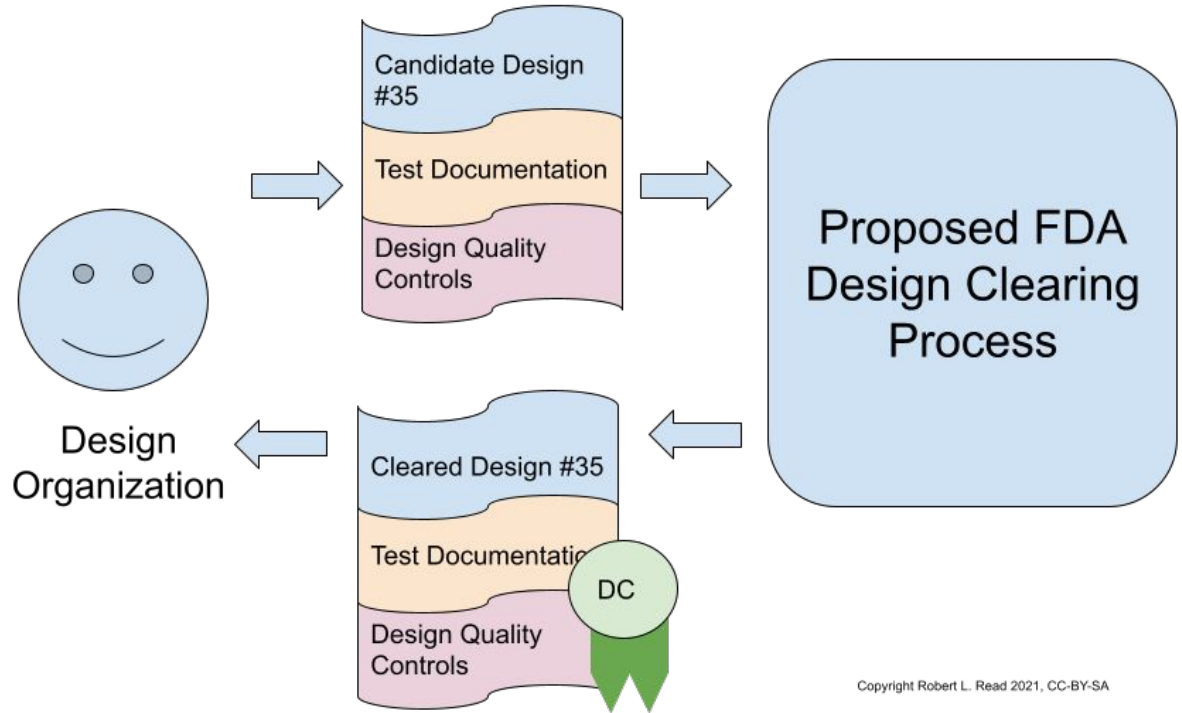 Candidate Design
#35
Test Documentation
Design Quality
Controls
Proposed FDA
Design Clearing
Process
Design
Organization
Cleared Design #35
Test Documentatio
DC
Design Quality
Controls
Copyright Robert L. Read 2021, CC-BY-SA